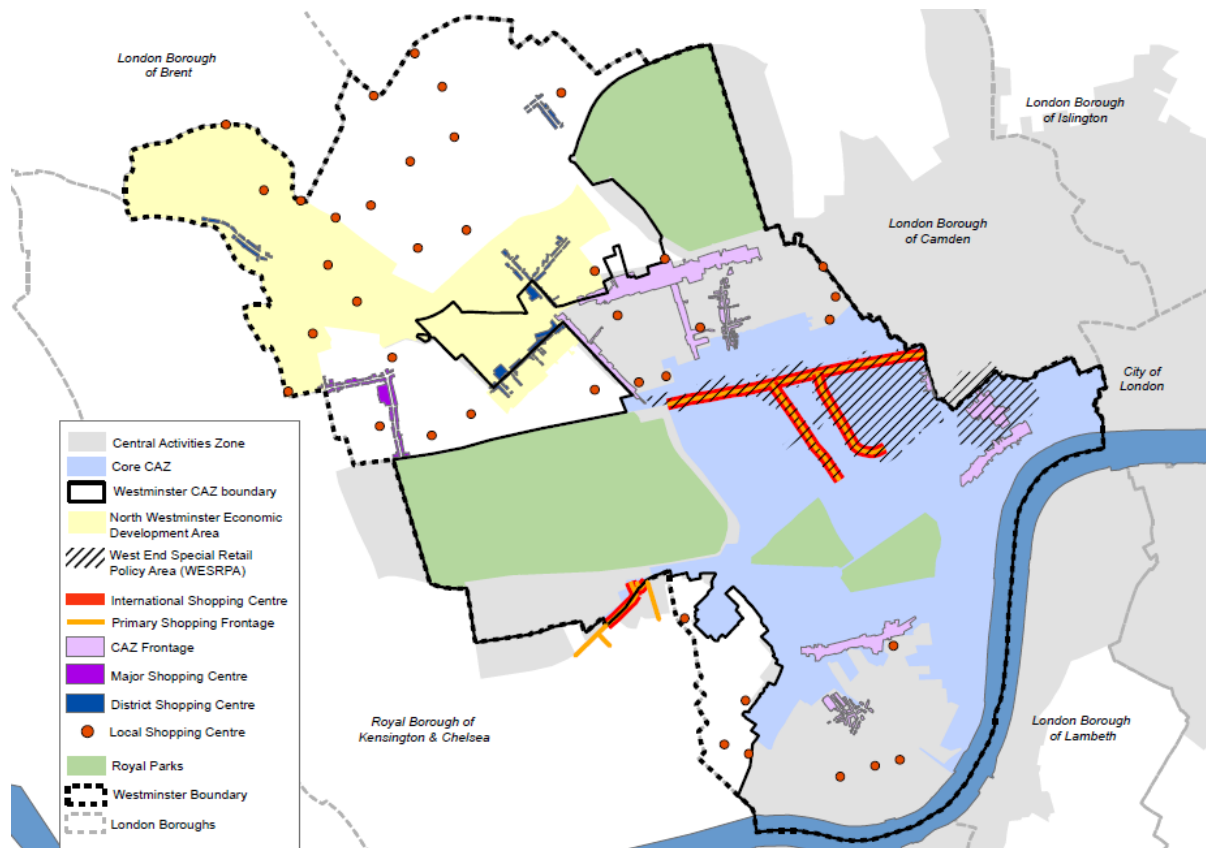 London Borough
of Brent
London Borough
of Islington
London Borough
of Camden
City of
London
Central Activities Zone
Core CAZ
Westminster CAZ boundary
North Westminster Economic
Development Area
West End Special Retail
Policy Area (WESRPA)
International Shopping Centre
Primary Shopping Frontage
CAZ Frontage
Major Shopping Centre
District Shopping Centre
Local Shopping Centre
Royal Parks
Westminster Boundary
London Boroughs
Royal Borough of
Kensington & Chelsea
London Borough
of Lambeth